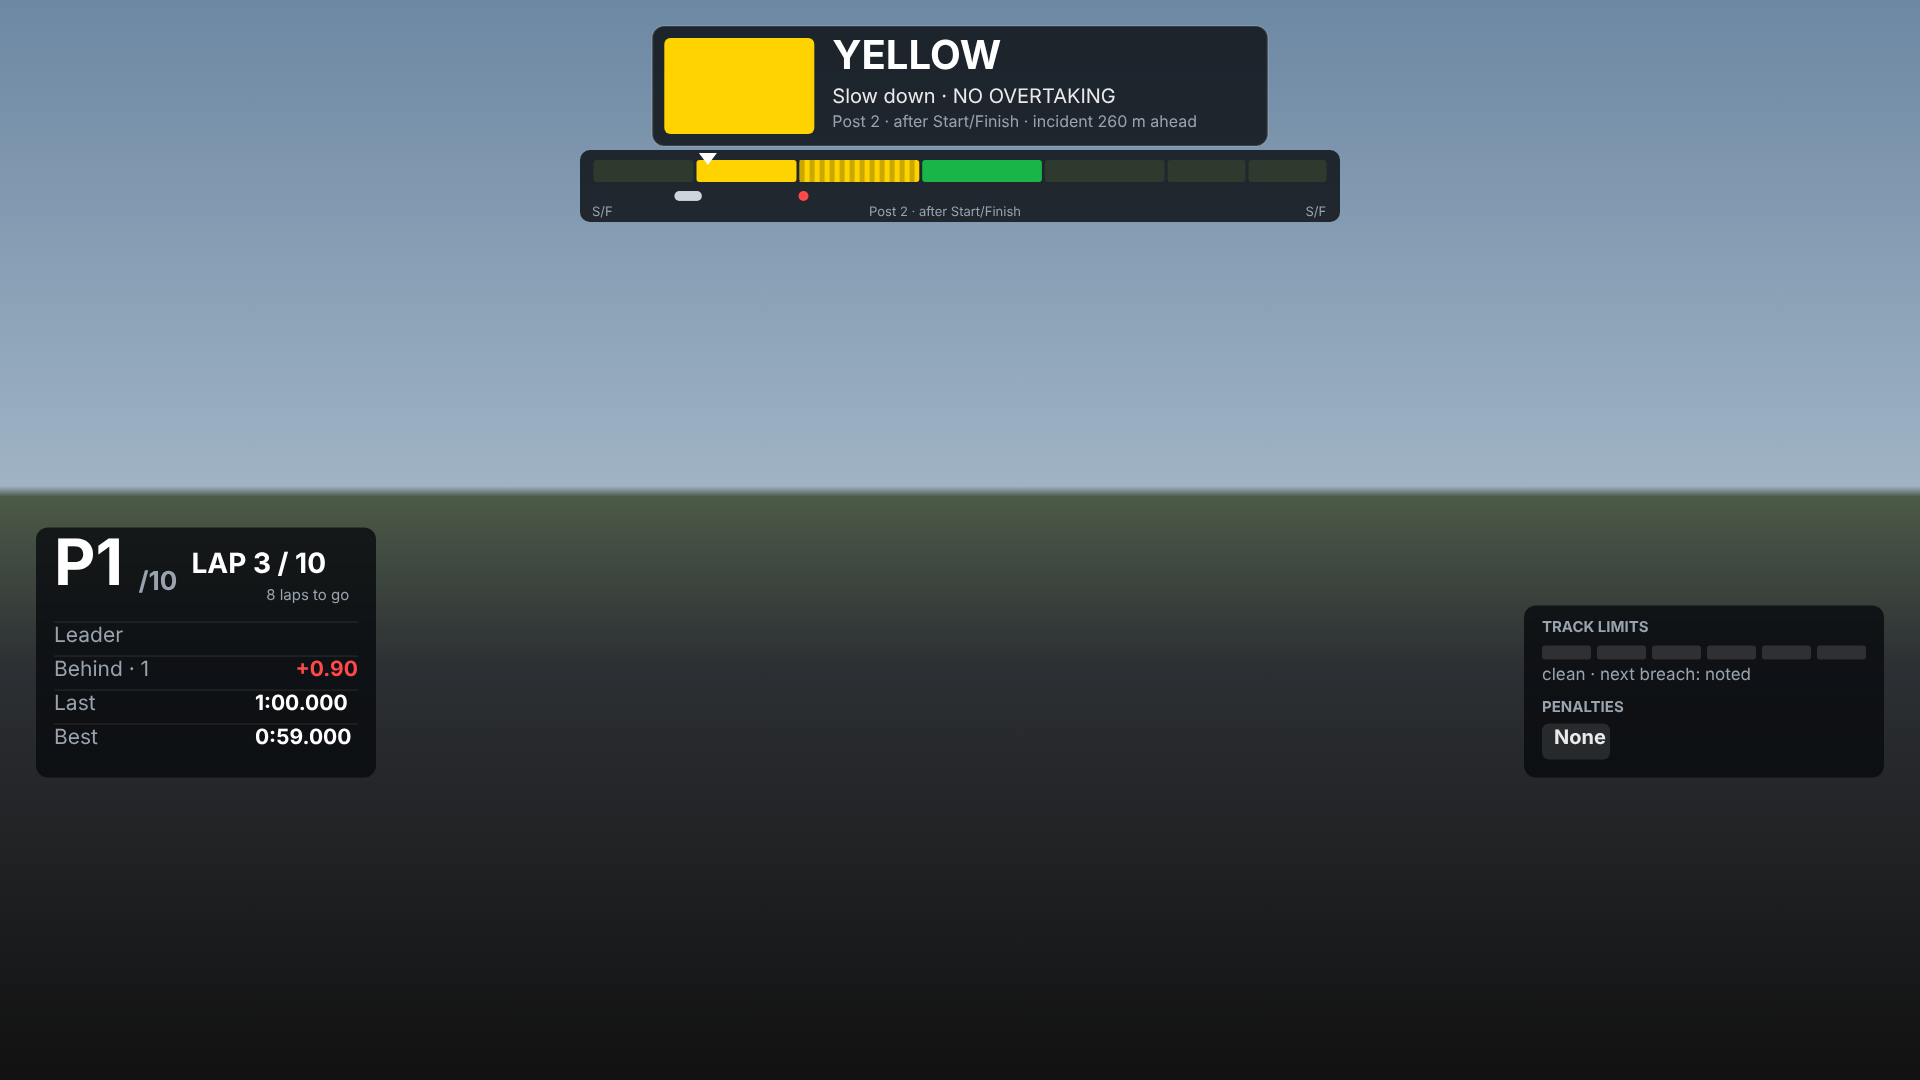 YELLOW
Slow down · NO OVERTAKING
Post 2 · after Start/Finish · incident 260 m ahead
S/F Post 2 · after Start/Finish S/F
P1 /10 LAP 3 / 10
8 laps to go
Leader
Behind · 1 +0.90
Last 1:00.000
Best 0:59.000
TRACK LIMITS
clean · next breach: noted
PENALTIES
None